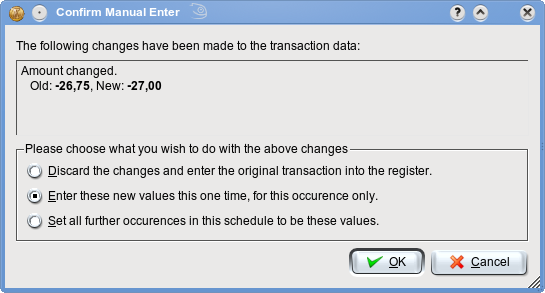 Confirm Manual Enter
The following changes have been made to the transaction data:
Amount changed.
Old: -26,75, New: -27,00
Please choose what you wish to do with the above changes
Discard the changes and enter the original transaction into the register.
Enter these new values this one time, for this occurence only.
Set all further occurences in this schedule to be these values.
OK
Cancel